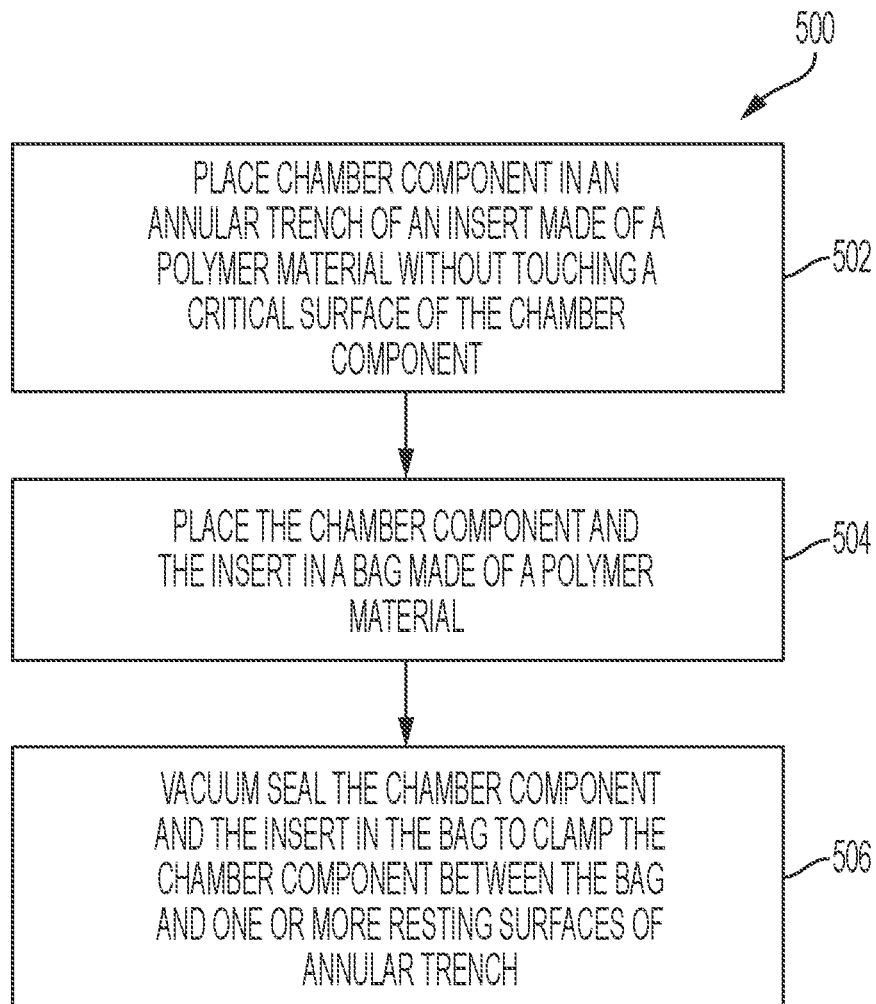 500
PLACE CHAMBER COMPONENT IN AN
ANNULAR TRENCH OF AN INSERT MADE OF A
POLYMER MATERIAL WITHOUT TOUCHING A
CRITICAL SURFACE OF THE CHAMBER
COMPONENT
502
PLACE THE CHAMBER COMPONENT AND
THE INSERT IN A BAG MADE OF A POLYMER
MATERIAL
504
VACUUM SEAL THE CHAMBER COMPONENT
AND THE INSERT IN THE BAG TO CLAMP THE
CHAMBER COMPONENT BETWEEN THE BAG
AND ONE OR MORE RESTING SURFACES OF
ANNULAR TRENCH
506